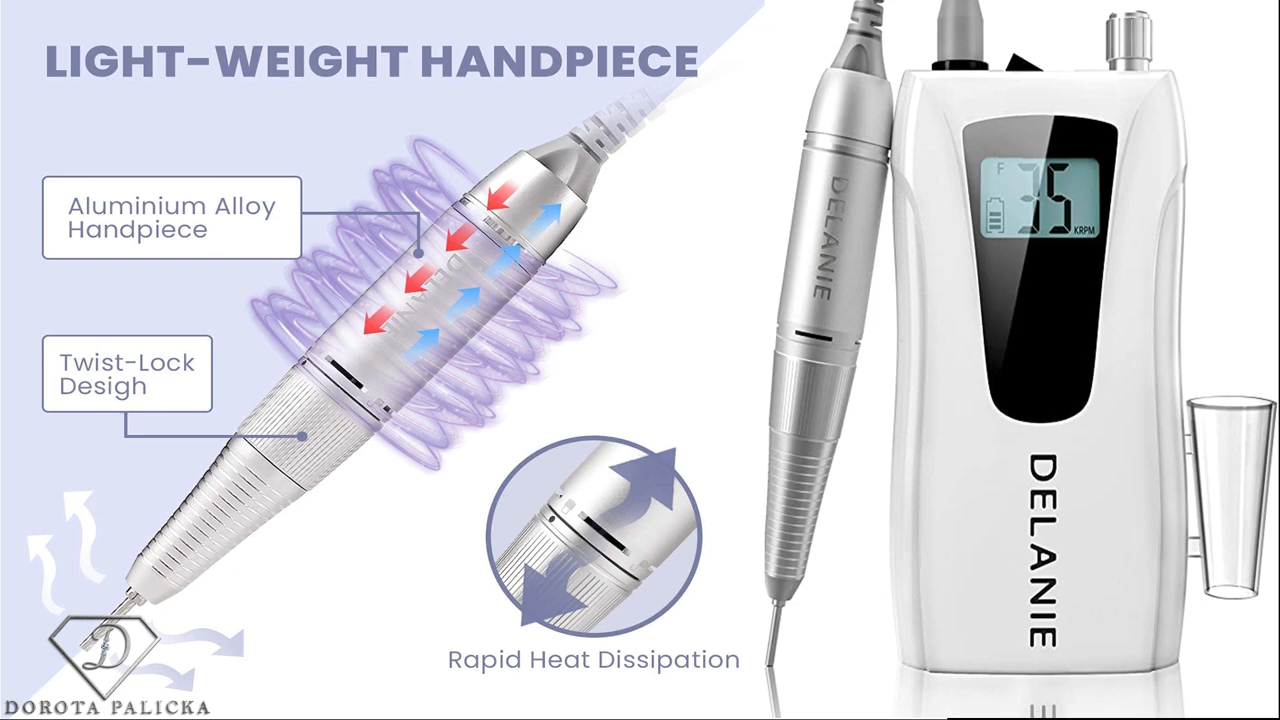 LIGHT-WEIGHT HANDPIECE
Aluminium Alloy
Handpiece
Twist-Lock
Desigh
Rapid Heat Dissipation
DELANIE
DELANIE
F
35
KRPM
DELANIE
D
DOROTA PALICKA